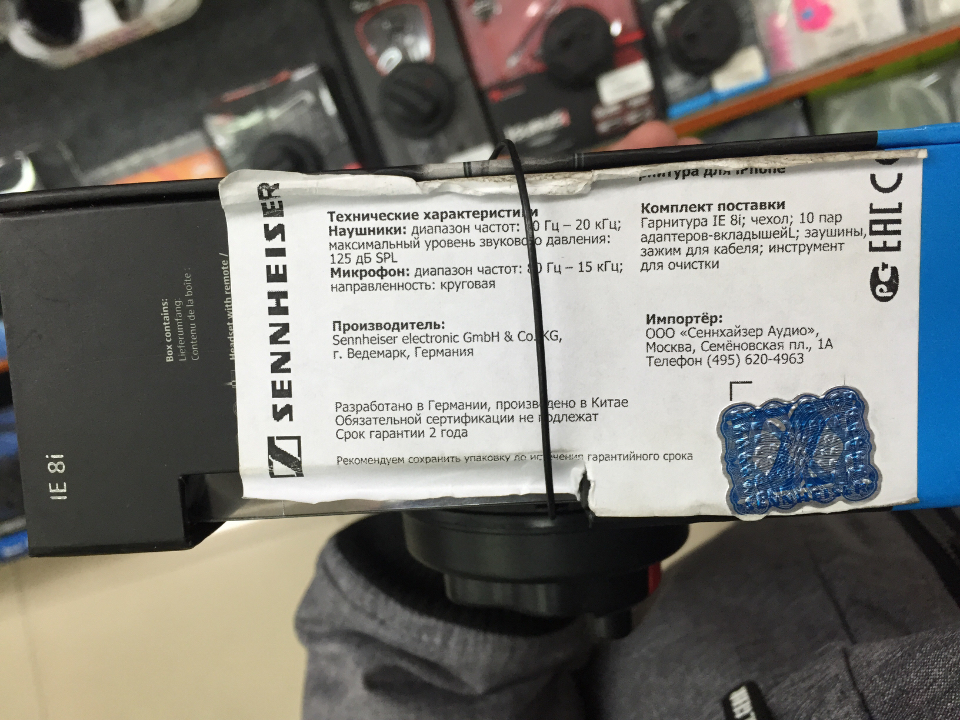 SENNHEISER
рнитура для iPhone
Технические характеристики
Наушники: диапазон частот: Гц – 20 кГц;
максимальный уровень звукового давления:
125 дБ SPL
Микрофон: диапазон частот: Гц – 15 кГц;
направленность: круговая
Комплект поставки
Гарнитура IE 8i; чехол; 10 пар
адаптеров-вкладышейL; заушины,
зажим для кабеля; инструмент
для очистки
Производитель:
Sennheiser electronic GmbH & Co. KG,
г. Ведемарк, Германия
Импортёр:
ООО «Сеннхайзер Аудио»,
Москва, Семёновская пл., 1А
Телефон (495) 620-4963
Разработано в Германии, произведено в Китае
Обязательной сертификации не подлежат
Срок гарантии 2 года
Рекомендуем сохранить упаковку до истечения гарантийного срока
EAC
PG
SENNHEISER
Box contains:
Lieferumfang:
Contenu de la boîte :
Headset with remote /
IE 8i